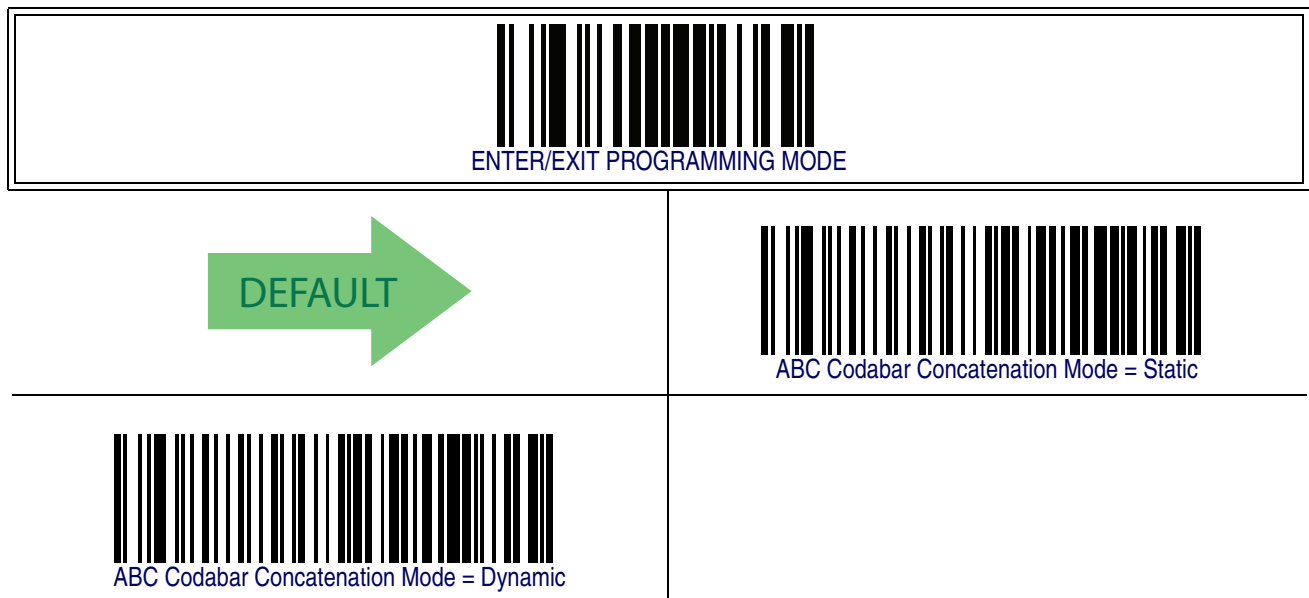 ENTER/EXIT PROGRAMMING MODE
DEFAULT
ABC Codabar Concatenation Mode = Static
ABC Codabar Concatenation Mode = Dynamic